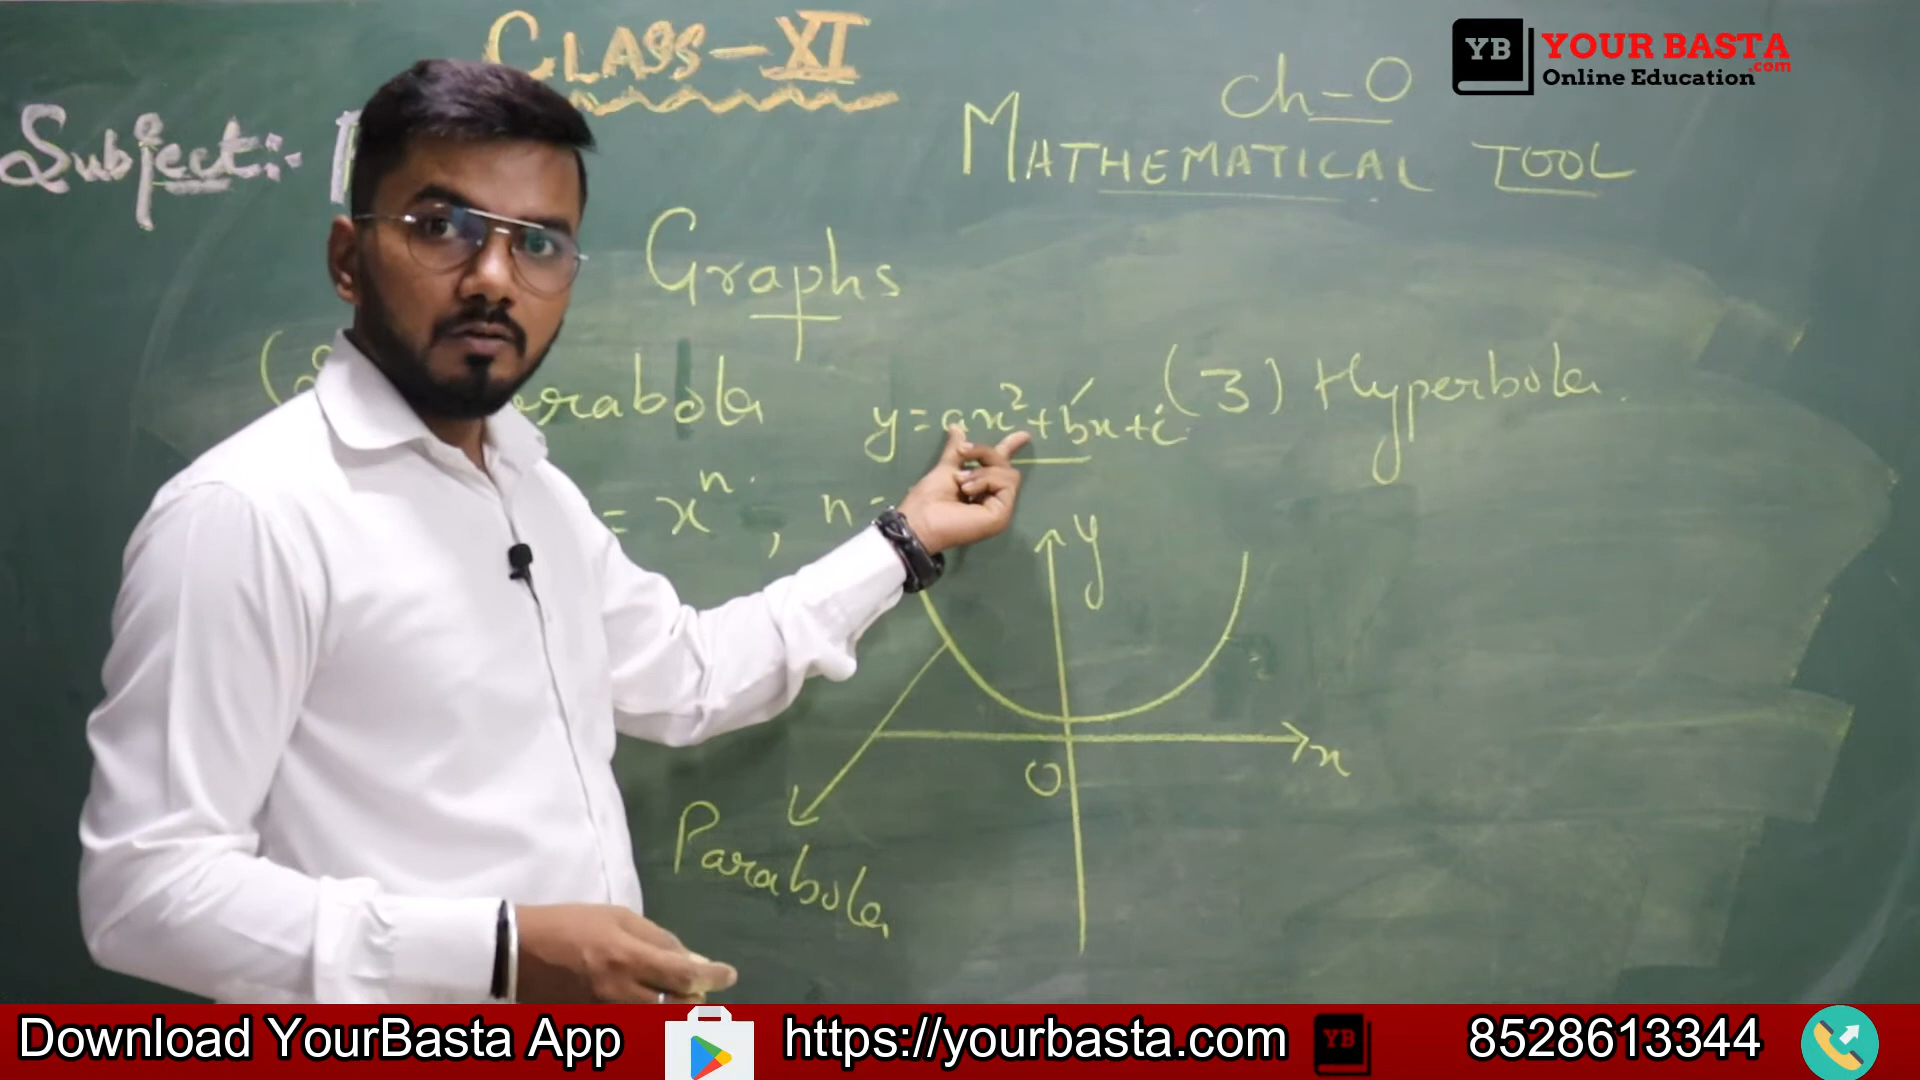 CLASS-XI
YB
YOUR BASTA
.com
Online Education
Ch-0
Subject:-
MATHEMATICAL TOOL
Graphs
y=ax²+bx+c
(3) Hyperbola
= xⁿ ,
n=
y
x
O
Parabola
Download YourBasta App
https://yourbasta.com
YB
8528613344